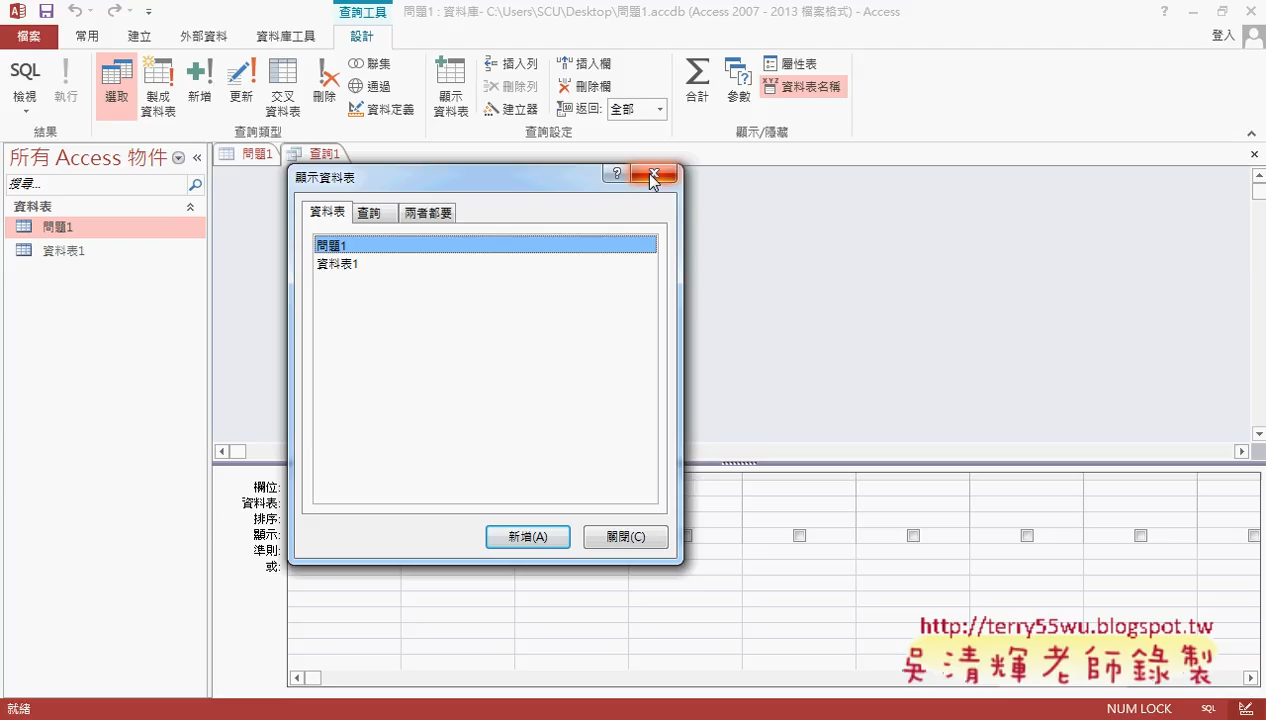 查詢工具
問題1 : 資料庫- C:\Users\SCU\Desktop\問題1.accdb (Access 2007 - 2013 檔案格式) - Access
檔案 常用 建立 外部資料 資料庫工具 設計 登入
SQL
檢視
執行
結果
選取
製成
資料表
新增
更新
交叉
資料表
刪除
聯集
通過
資料定義
查詢類型
顯示
資料表
插入列
刪除列
建立器
插入欄
刪除欄
返回: 全部
查詢設定
合計
參數
屬性表
資料表名稱
顯示/隱藏
所有 Access 物件
搜尋...
資料表
問題1
資料表1
問題1 查詢1
顯示資料表
資料表 查詢 兩者都要
問題1
資料表1
新增(A) 關閉(C)
欄位:
資料表:
排序:
顯示:
準則:
或:
http://terry55wu.blogspot.tw
吳清輝老師錄製
就緒 NUM LOCK SQL